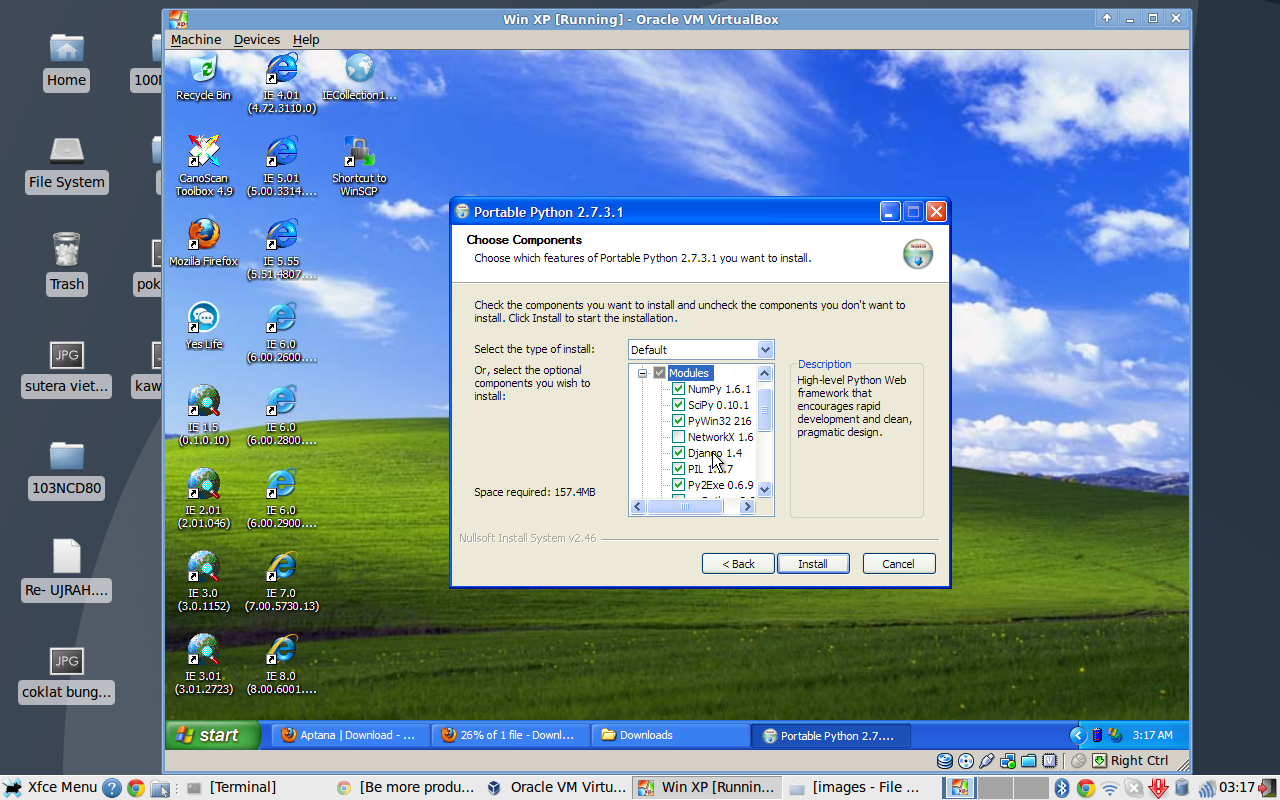 Win XP [Running] - Oracle VM VirtualBox
Machine Devices Help
Home
File System
Trash
JPG
sutera viet...
103NCD80
Re- UJRAH....
JPG
coklat bung...
Recycle Bin
IE 4.01
(4.72.3110.0)
IECollection1...
CanoScan
Toolbox 4.9
IE 5.01
(5.00.3314....
Shortcut to
WinSCP
Mozilla Firefox
IE 5.55
(5.51.4807....
Yes Life
IE 6.0
(6.00.2600....
IE 1.5
(0.1.0.10)
IE 6.0
(6.00.2800....
IE 2.01
(2.01.046)
IE 6.0
(6.00.2900....
IE 3.0
(3.0.1152)
IE 7.0
(7.00.5730.13)
IE 3.01
(3.01.2723)
IE 8.0
(8.00.6001....
Portable Python 2.7.3.1
Choose Components
Choose which features of Portable Python 2.7.3.1 you want to install.
Check the components you want to install and uncheck the components you don't want to
install. Click Install to start the installation.
Select the type of install:
Default
Or, select the optional
components you wish to
install:
Modules
NumPy 1.6.1
SciPy 0.10.1
PyWin32 216
NetworkX 1.6
Django 1.4
PIL
Py2Exe 0.6.9
Description
High-level Python Web
framework that
encourages rapid
development and clean,
pragmatic design.
Space required: 157.4MB
Nullsoft Install System v2.46
< Back
Install
Cancel
start
Aptana | Download - ...
26% of 1 file - Downl...
Downloads
Portable Python 2.7....
3:17 AM
Right Ctrl
Xfce Menu
[Terminal]
[Be more produ...
Oracle VM Virtu...
Win XP [Runnin...
[images - File ...
03:17